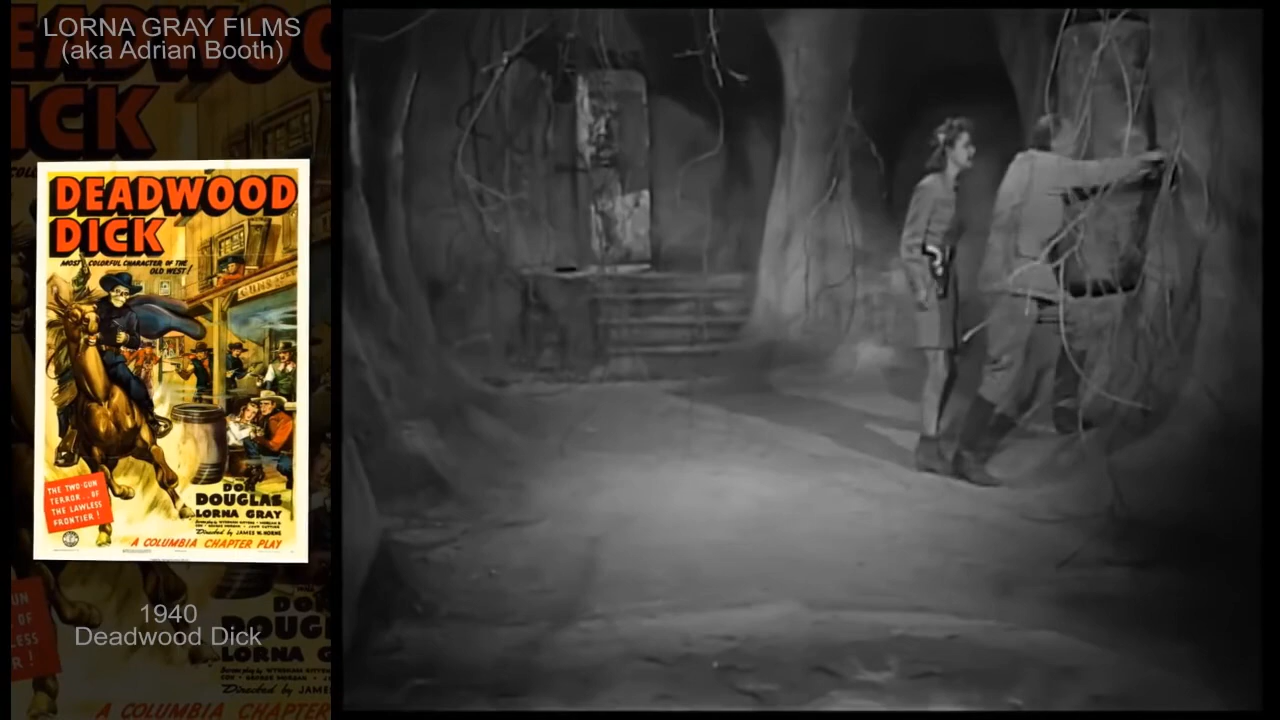 LORNA GRAY FILMS
(aka Adrian Booth)
DEADWOOD
DICK
MOST COLORFUL CHARACTER OF THE
OLD WEST!
GUNS
THE TWO-GUN
TERROR...OF
THE LAWLESS
FRONTIER!
DON
DOUGLAS
LORNA GRAY
Directed by JAMES W. HORNE
A COLUMBIA CHAPTER PLAY
1940
Deadwood Dick